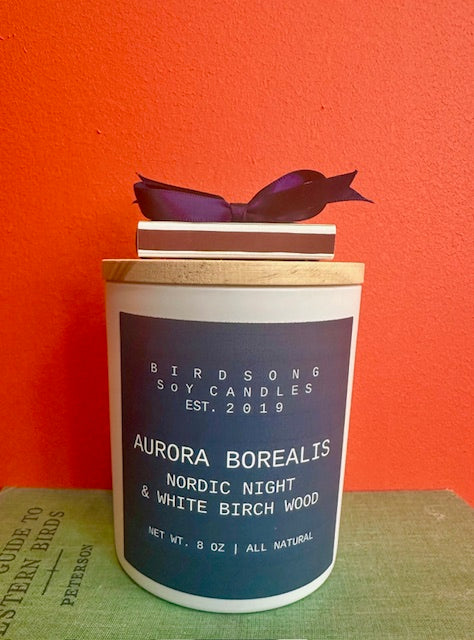 BIRDSONG
SOY CANDLES
EST. 2019
AURORA BOREALIS
NORDIC NIGHT
& WHITE BIRCH WOOD
NET WT. 8 OZ | ALL NATURAL
GUIDE TO
STERN BIRDS
PETERSON